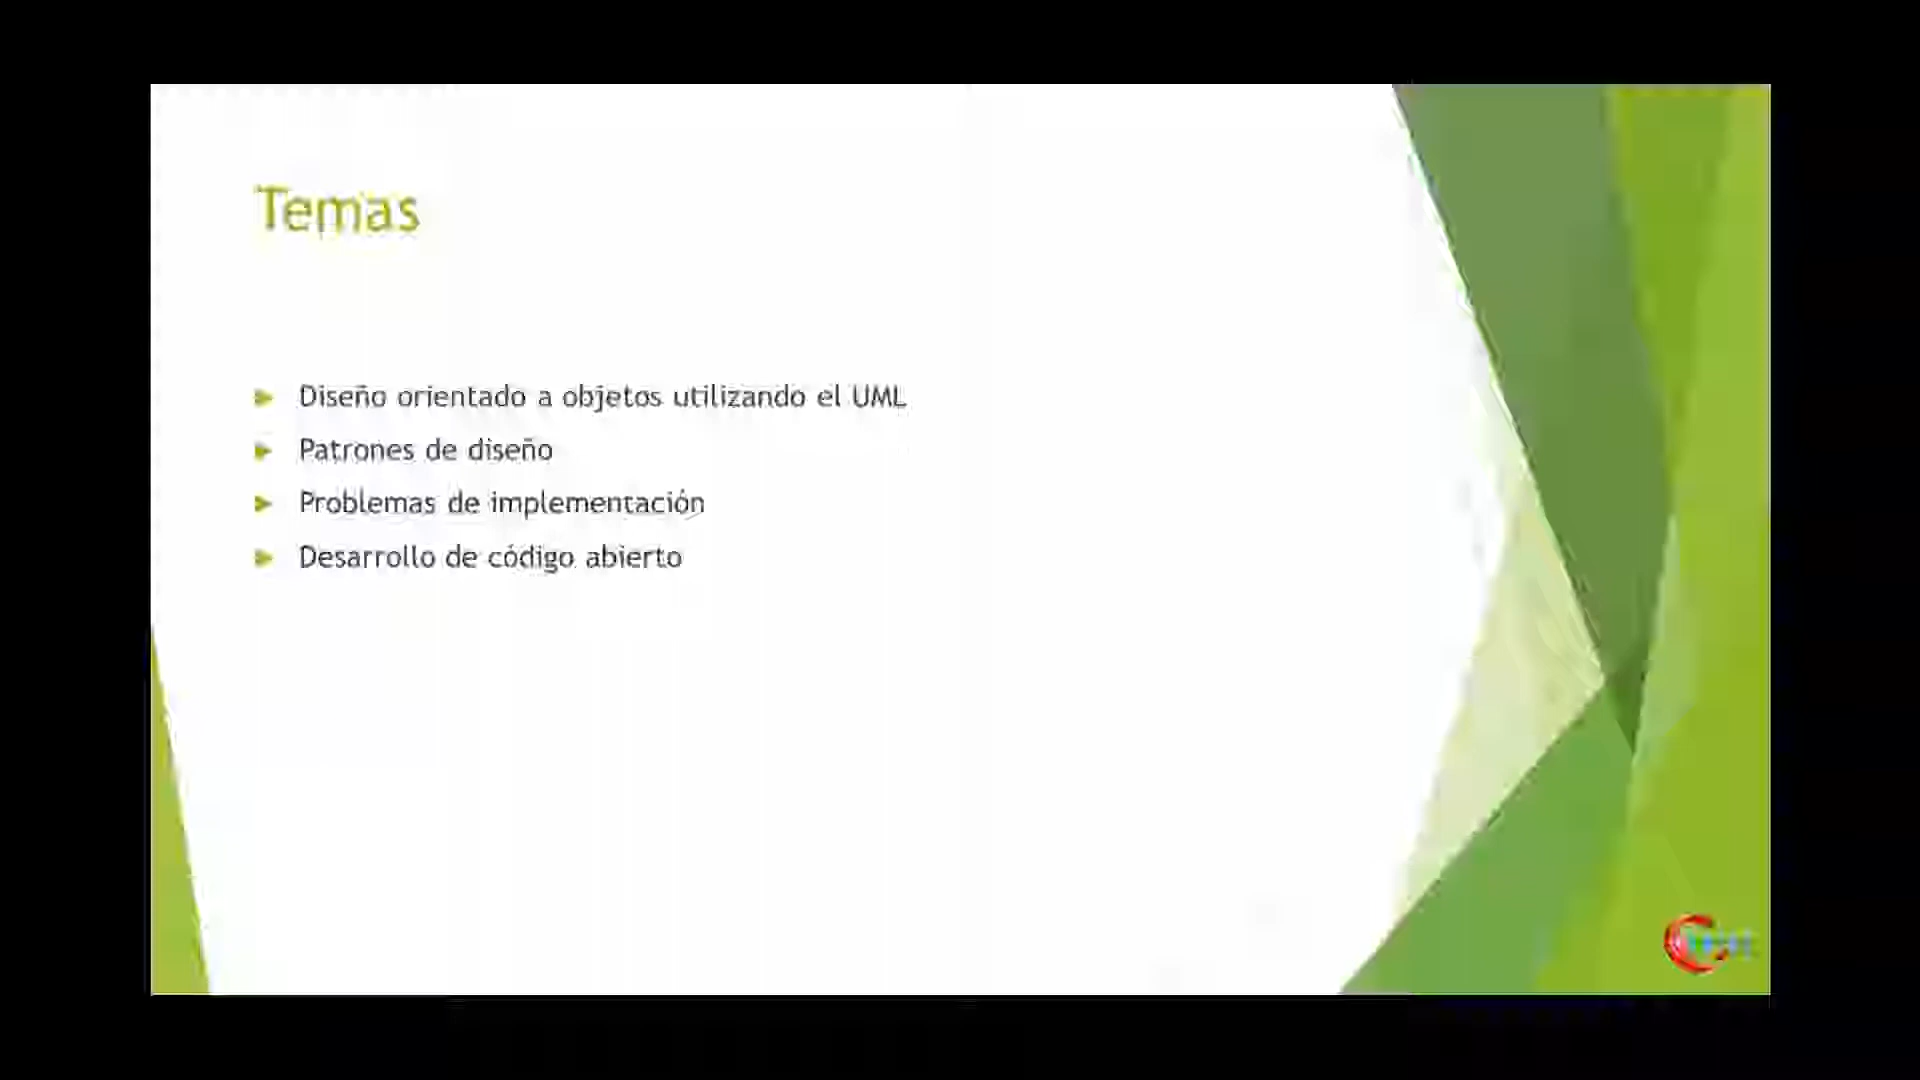 Temas
Diseño orientado a objetos utilizando el UML
Patrones de diseño
Problemas de implementación
Desarrollo de código abierto